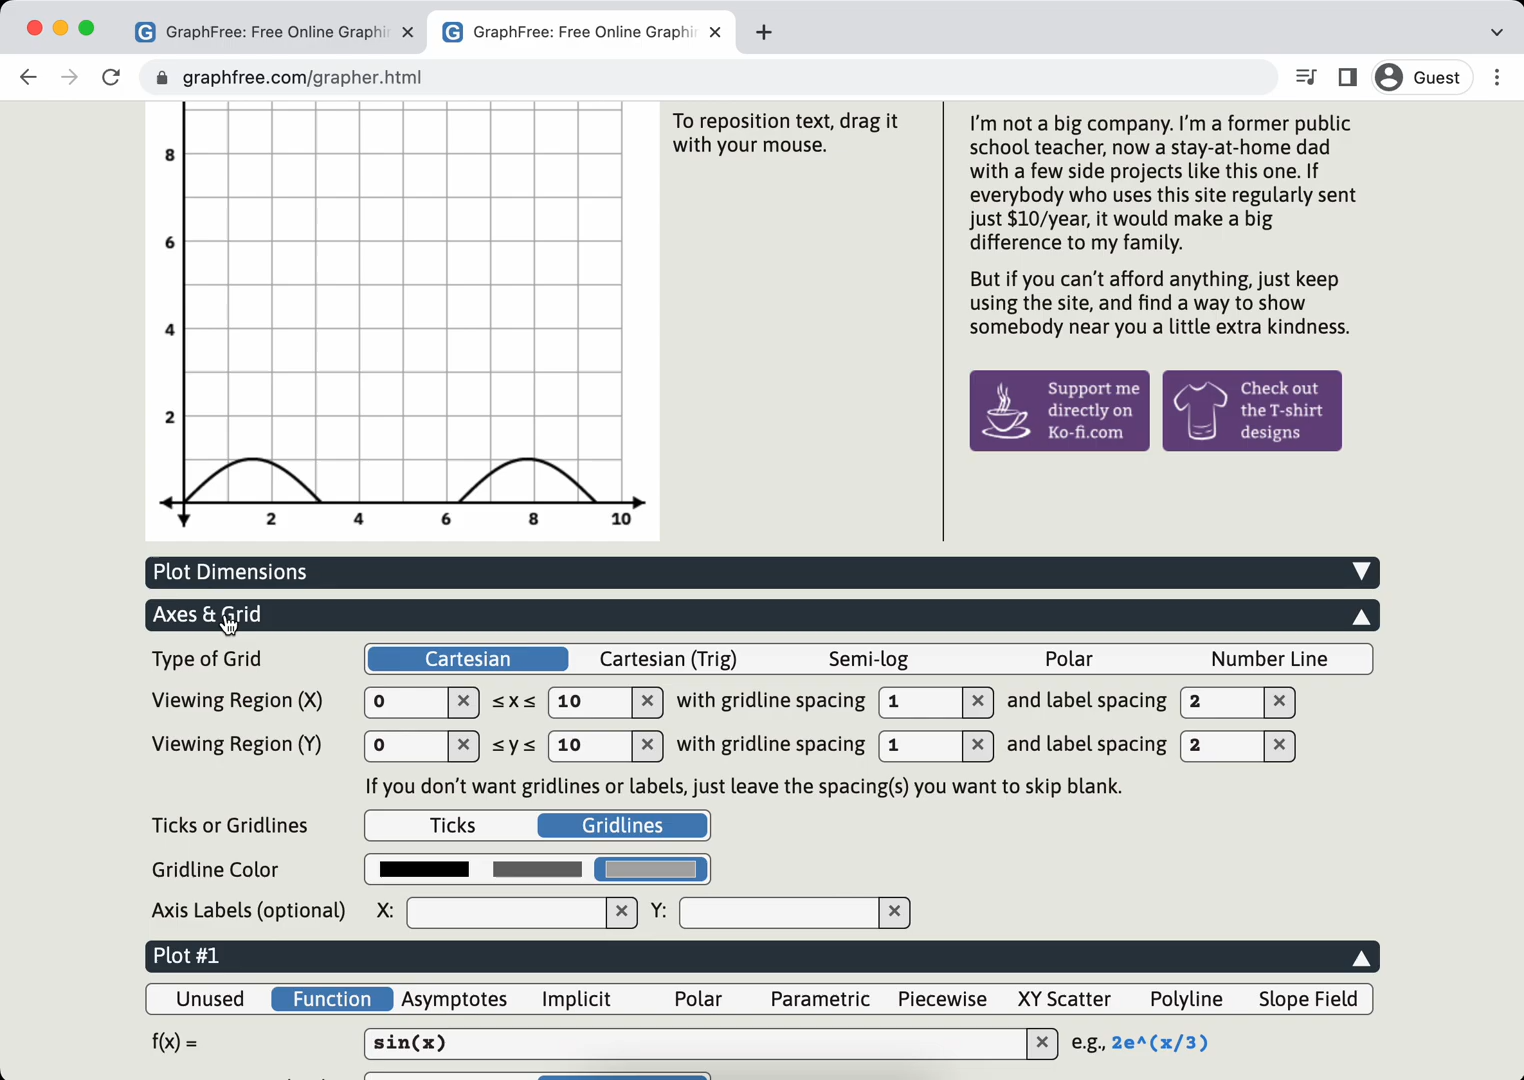 GraphFree: Free Online Graphi
GraphFree: Free Online Graphi
graphfree.com/grapher.html
Guest
8
6
4
2
2 4 6 8 10
To reposition text, drag it
with your mouse.
I'm not a big company. I'm a former public
school teacher, now a stay-at-home dad
with a few side projects like this one. If
everybody who uses this site regularly sent
just $10/year, it would make a big
difference to my family.
But if you can't afford anything, just keep
using the site, and find a way to show
somebody near you a little extra kindness.
Support me
directly on
Ko-fi.com
Check out
the T-shirt
designs
Plot Dimensions
Axes & Grid
Type of Grid Cartesian Cartesian (Trig) Semi-log Polar Number Line
Viewing Region (X) 0 ≤ x ≤ 10 with gridline spacing 1 and label spacing 2
Viewing Region (Y) 0 ≤ y ≤ 10 with gridline spacing 1 and label spacing 2
If you don't want gridlines or labels, just leave the spacing(s) you want to skip blank.
Ticks or Gridlines Ticks Gridlines
Gridline Color
Axis Labels (optional) X: Y:
Plot #1
Unused Function Asymptotes Implicit Polar Parametric Piecewise XY Scatter Polyline Slope Field
f(x) = sin(x) e.g., 2e^(x/3)